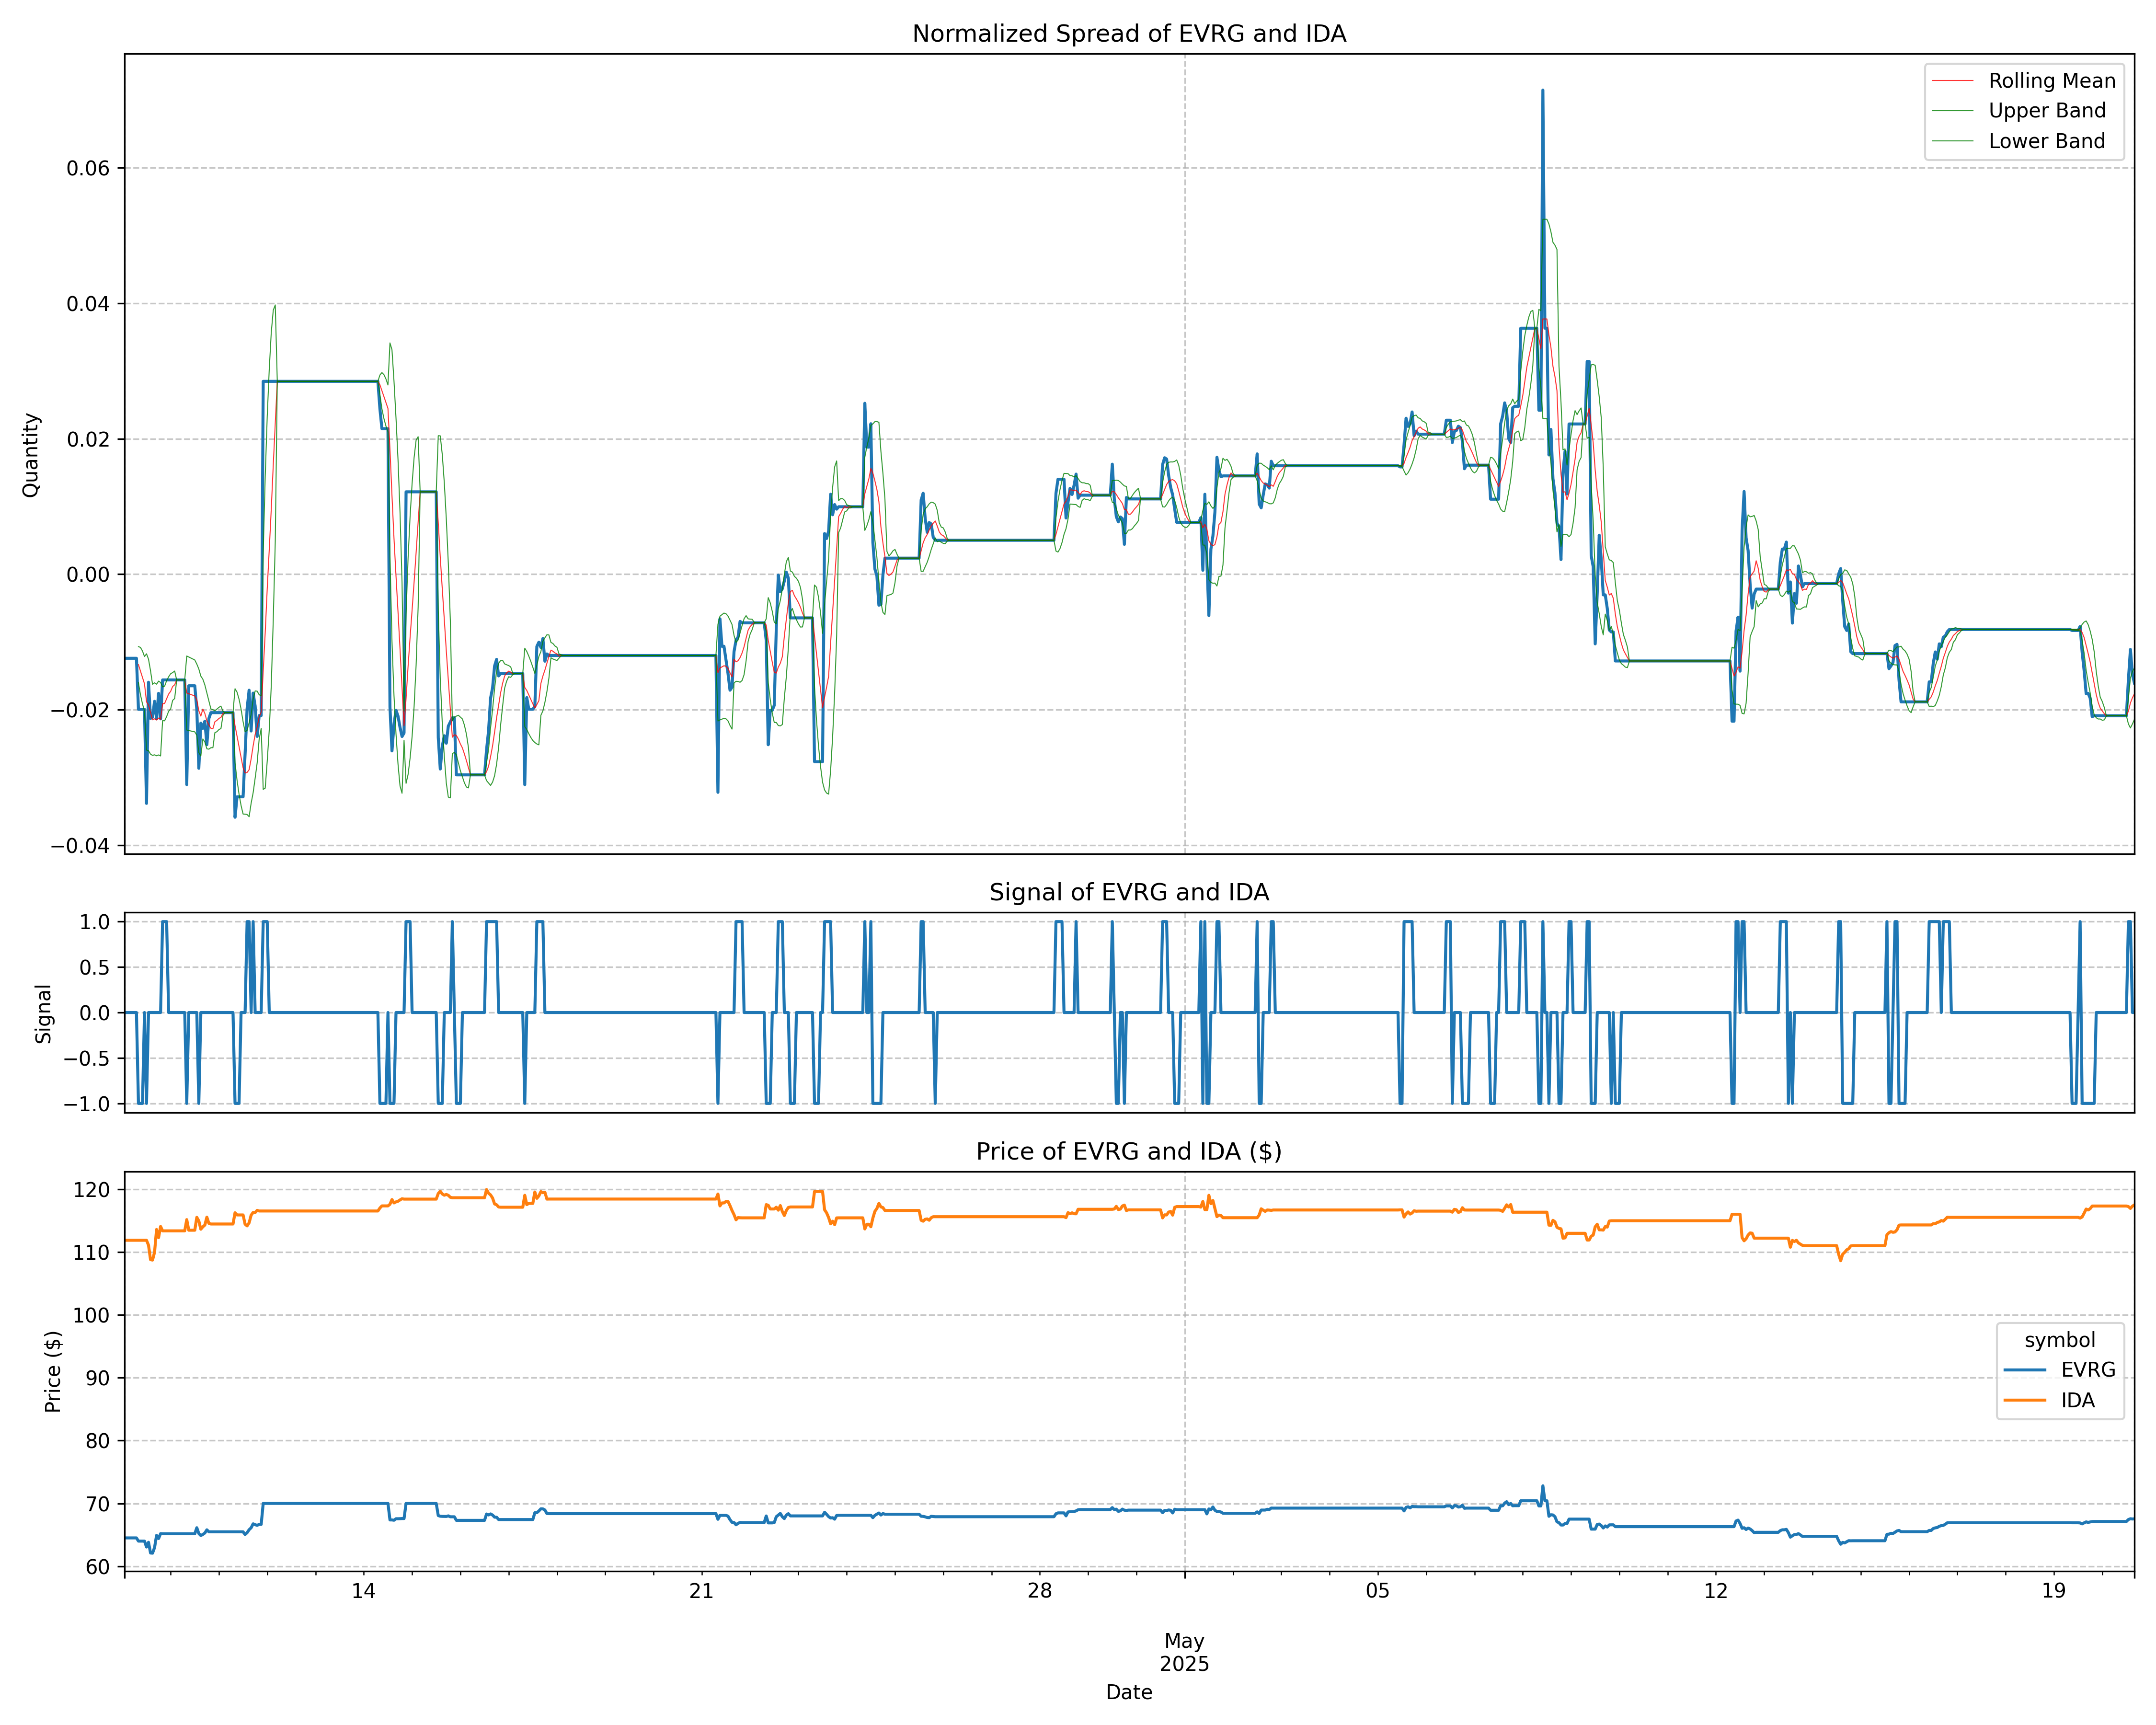 Normalized Spread of EVRG and IDA
Quantity
0.06
0.04
0.02
0.00
−0.02
−0.04
Rolling Mean
Upper Band
Lower Band
Signal of EVRG and IDA
Signal
1.0
0.5
0.0
−0.5
−1.0
Price of EVRG and IDA ($)
Price ($)
120
110
100
90
80
70
60
symbol
EVRG
IDA
14
21
28
05
12
19
May
2025
Date